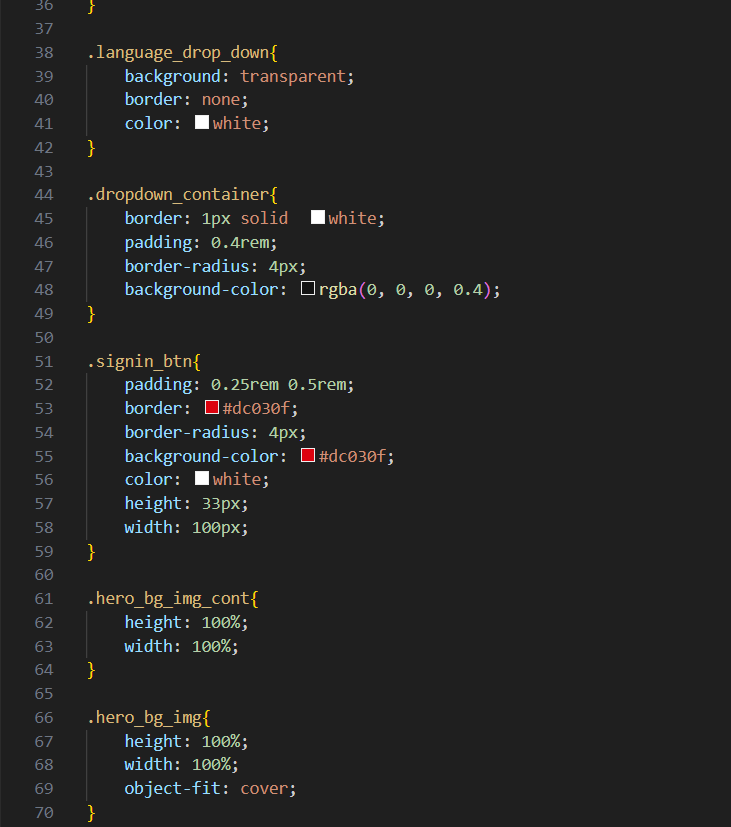 36 }
37
38 .language_drop_down{
39     background: transparent;
40     border: none;
41     color: white;
42 }
43
44 .dropdown_container{
45     border: 1px solid  white;
46     padding: 0.4rem;
47     border-radius: 4px;
48     background-color: rgba(0, 0, 0, 0.4);
49 }
50
51 .signin_btn{
52     padding: 0.25rem 0.5rem;
53     border: #dc030f;
54     border-radius: 4px;
55     background-color: #dc030f;
56     color: white;
57     height: 33px;
58     width: 100px;
59 }
60
61 .hero_bg_img_cont{
62     height: 100%;
63     width: 100%;
64 }
65
66 .hero_bg_img{
67     height: 100%;
68     width: 100%;
69     object-fit: cover;
70 }